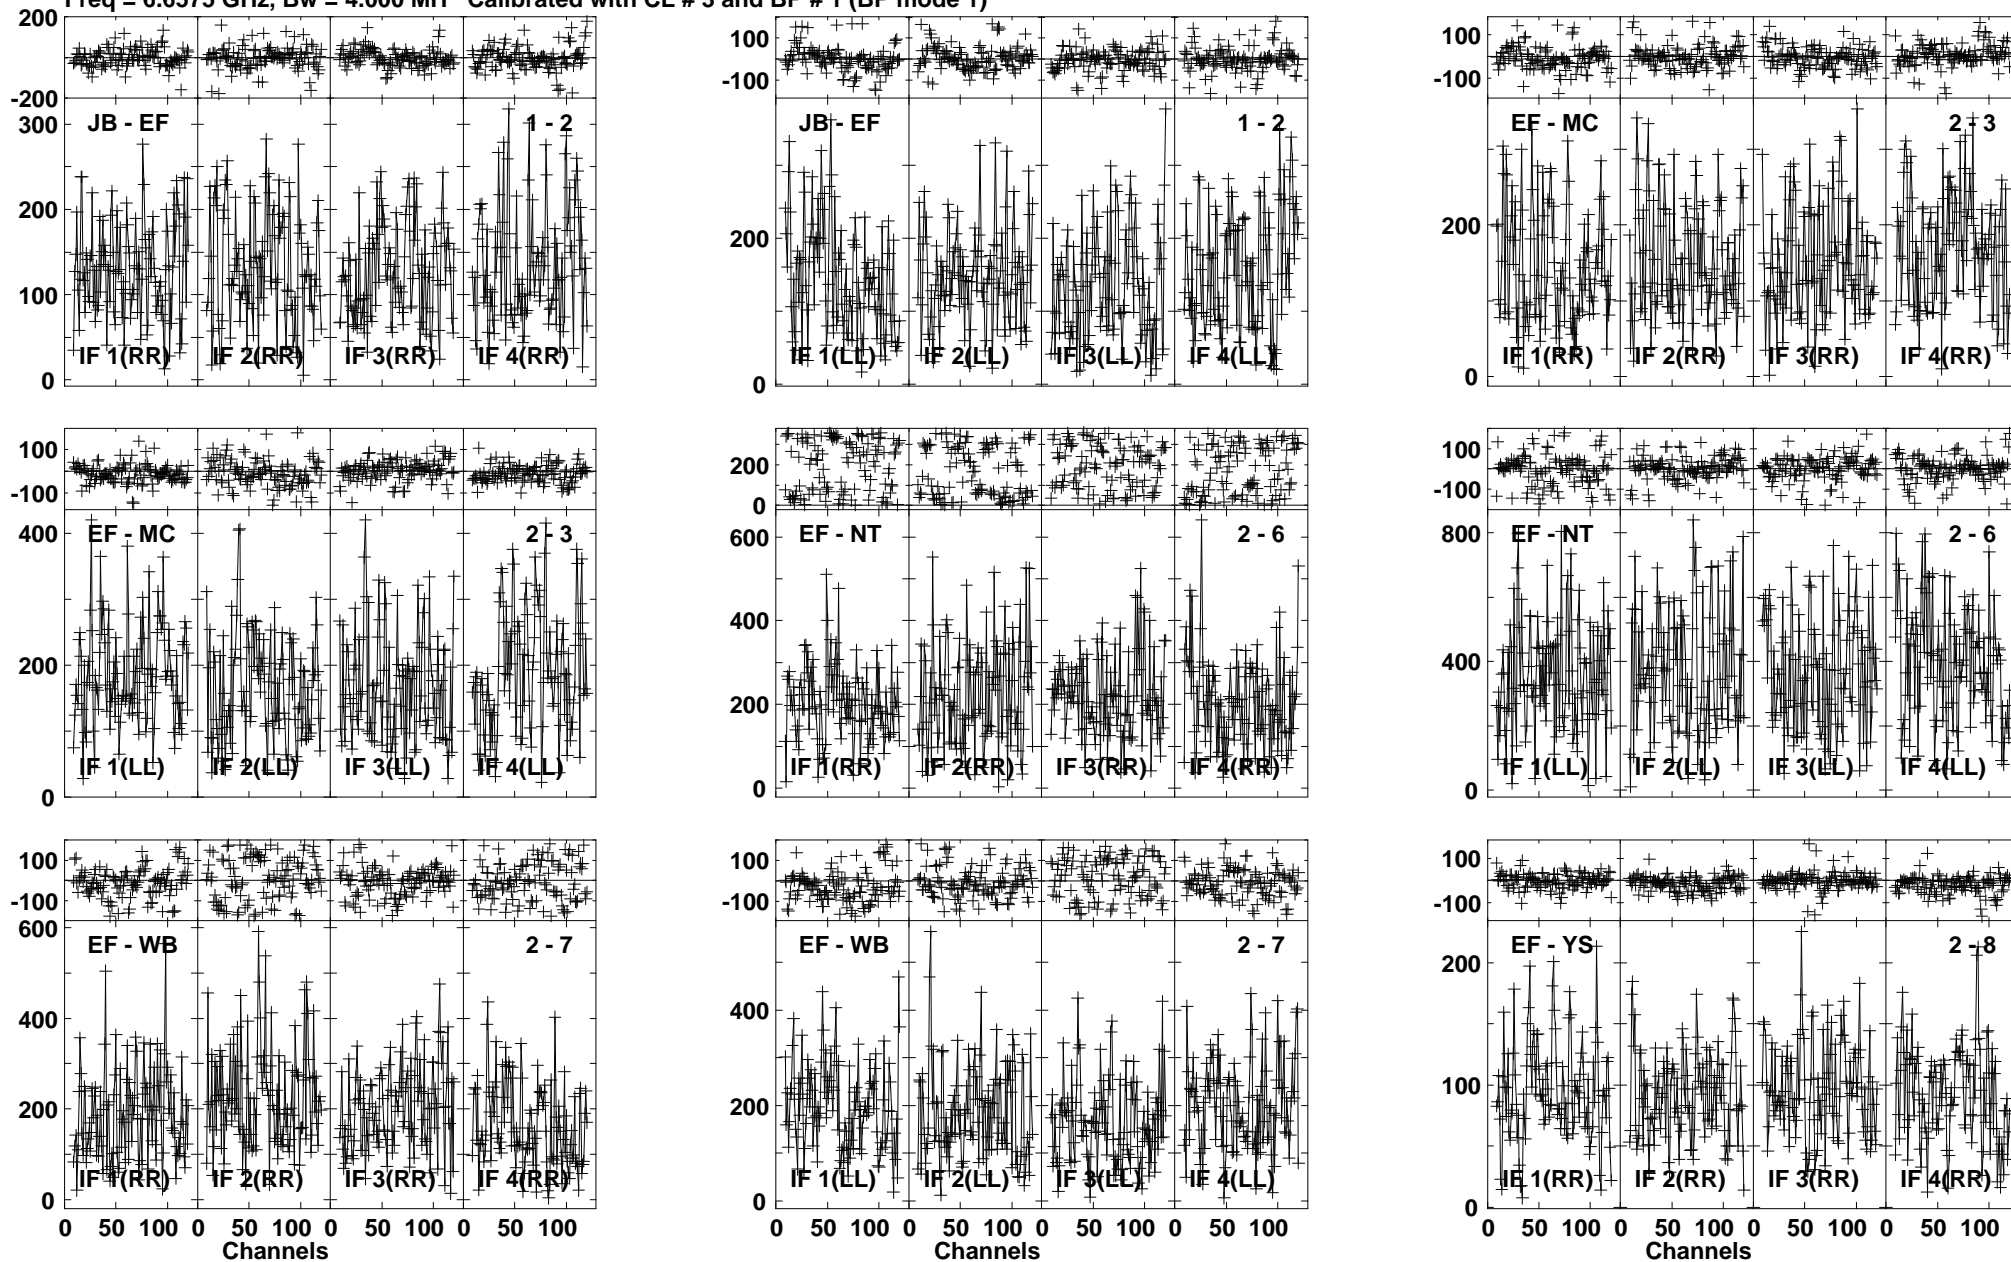 Freq = 6.6575 GHz, Bw = 4.000 MH Calibrated with CL # 3 and BP # 1 (BP mode 1)
200
-200
100
-100
100
-100
300
200
100
0
JB - EF 1 - 2
IF 1(RR) IF 2(RR) IF 3(RR) IF 4(RR)
200
0
JB - EF 1 - 2
IF 1(LL) IF 2(LL) IF 3(LL) IF 4(LL)
200
0
EF - MC 2 - 3
IF 1(RR) IF 2(RR) IF 3(RR) IF 4(RR)
100
-100
200
0
100
-100
400
200
0
EF - MC 2 - 3
IF 1(LL) IF 2(LL) IF 3(LL) IF 4(LL)
600
400
200
0
EF - NT 2 - 6
IF 1(RR) IF 2(RR) IF 3(RR) IF 4(RR)
800
400
0
EF - NT 2 - 6
IF 1(LL) IF 2(LL) IF 3(LL) IF 4(LL)
100
-100
100
-100
100
-100
600
400
200
0
EF - WB 2 - 7
IF 1(RR) IF 2(RR) IF 3(RR) IF 4(RR)
0 50 100 0 50 100 0 50 100 0 50 100
Channels
400
200
0
EF - WB 2 - 7
IF 1(LL) IF 2(LL) IF 3(LL) IF 4(LL)
0 50 100 0 50 100 0 50 100 0 50 100
200
100
0
EF - YS 2 - 8
IF 1(RR) IF 2(RR) IF 3(RR) IF 4(RR)
0 50 100 0 50 100 0 50 100 0 50 100
Channels